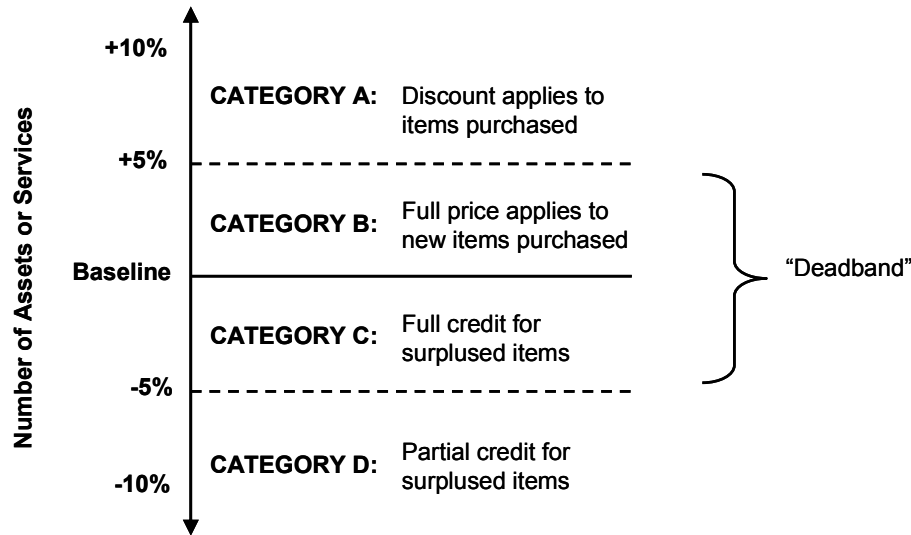 Number of Assets or Services
+10%
CATEGORY A: Discount applies to
items purchased
+5%
CATEGORY B: Full price applies to
new items purchased
Baseline
“Deadband”
CATEGORY C: Full credit for
surplused items
-5%
CATEGORY D: Partial credit for
surplused items
-10%